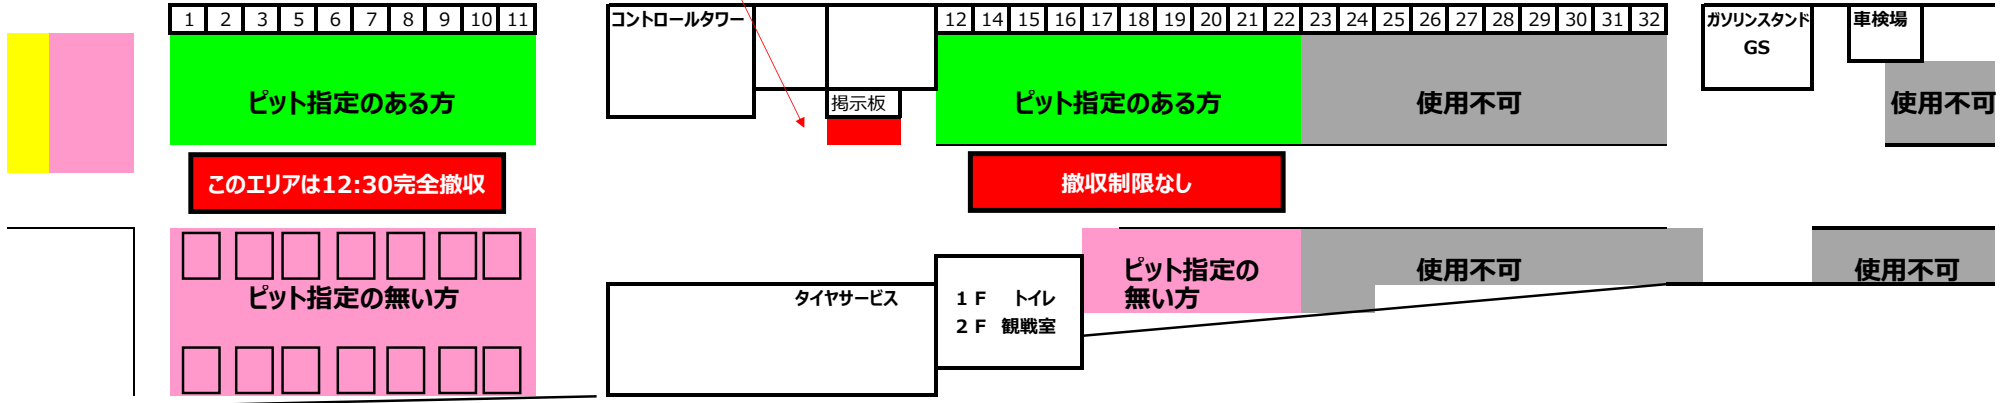 1 2 3 5 6 7 8 9 10 11
コントロールタワー
12 14 15 16 17 18 19 20 21 22 23 24 25 26 27 28 29 30 31 32
ガソリンスタンド
GS
車検場
ピット指定のある方
掲示板
ピット指定のある方
使用不可
使用不可
このエリアは12:30完全撤収
撤収制限なし
ピット指定の無い方
タイヤサービス
1F トイレ
2F 観戦室
ピット指定の
無い方
使用不可
使用不可